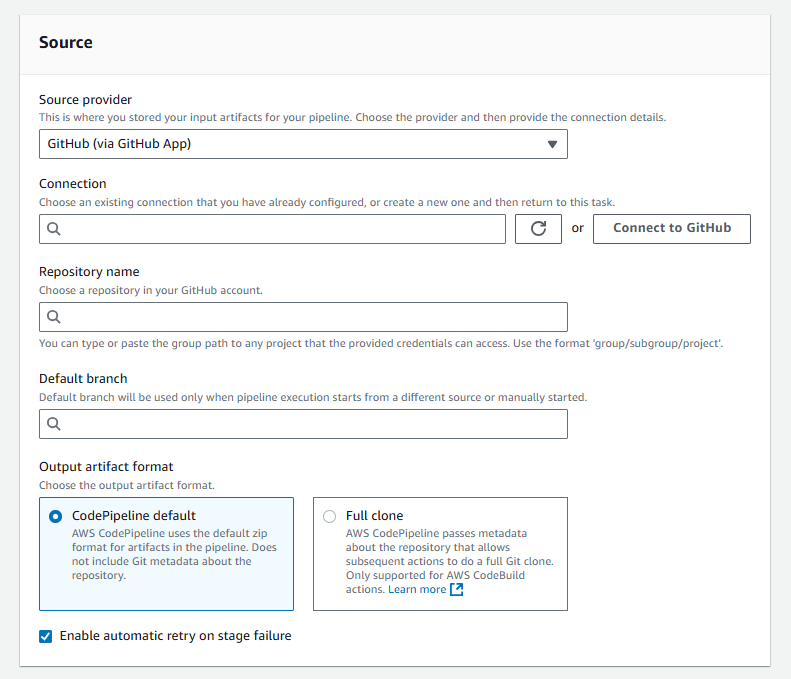 Source
Source provider
This is where you stored your input artifacts for your pipeline. Choose the provider and then provide the connection details.
GitHub (via GitHub App)
Connection
Choose an existing connection that you have already configured, or create a new one and then return to this task.
or
Connect to GitHub
Repository name
Choose a repository in your GitHub account.
You can type or paste the group path to any project that the provided credentials can access. Use the format 'group/subgroup/project'.
Default branch
Default branch will be used only when pipeline execution starts from a different source or manually started.
Output artifact format
Choose the output artifact format.
CodePipeline default
AWS CodePipeline uses the default zip
format for artifacts in the pipeline. Does
not include Git metadata about the
repository.
Full clone
AWS CodePipeline passes metadata
about the repository that allows
subsequent actions to do a full Git clone.
Only supported for AWS CodeBuild
actions. Learn more
Enable automatic retry on stage failure